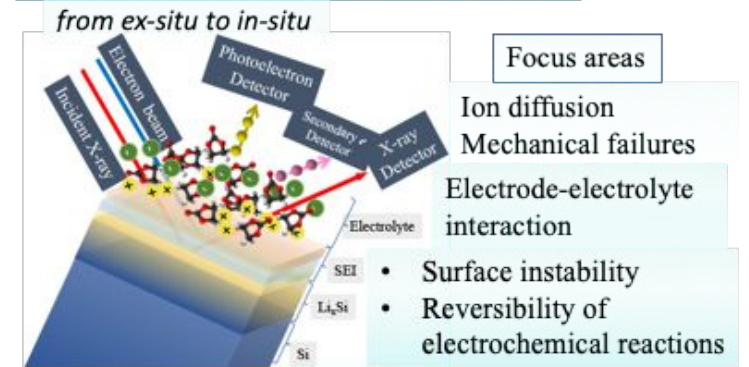 from ex-situ to in-situ
Incident X-ray
Electron beam
Photoelectron
Detector
Secondary e
Detector
X-ray
Detector
Electrolyte
SEI
LixSi
Si
Focus areas
Ion diffusion
Mechanical failures
Electrode-electrolyte
interaction
• Surface instability
• Reversibility of
electrochemical reactions